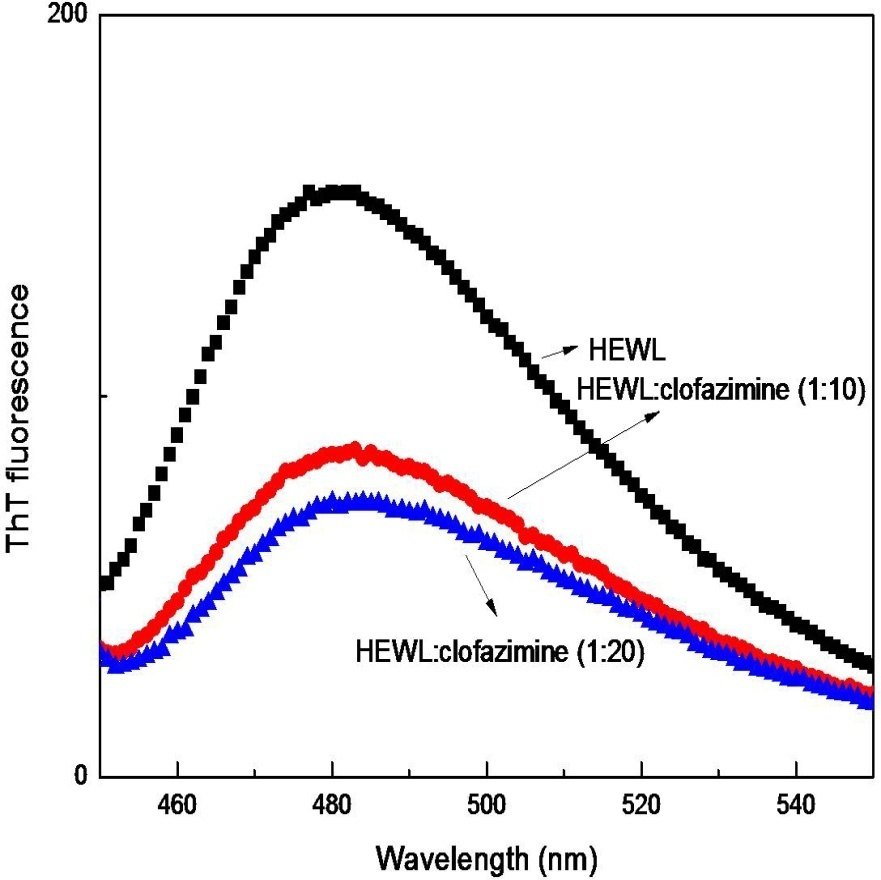 200
ThT fluorescence
HEWL
HEWL:clofazimine (1:10)
HEWL:clofazimine (1:20)
0
460 480 500 520 540
Wavelength (nm)